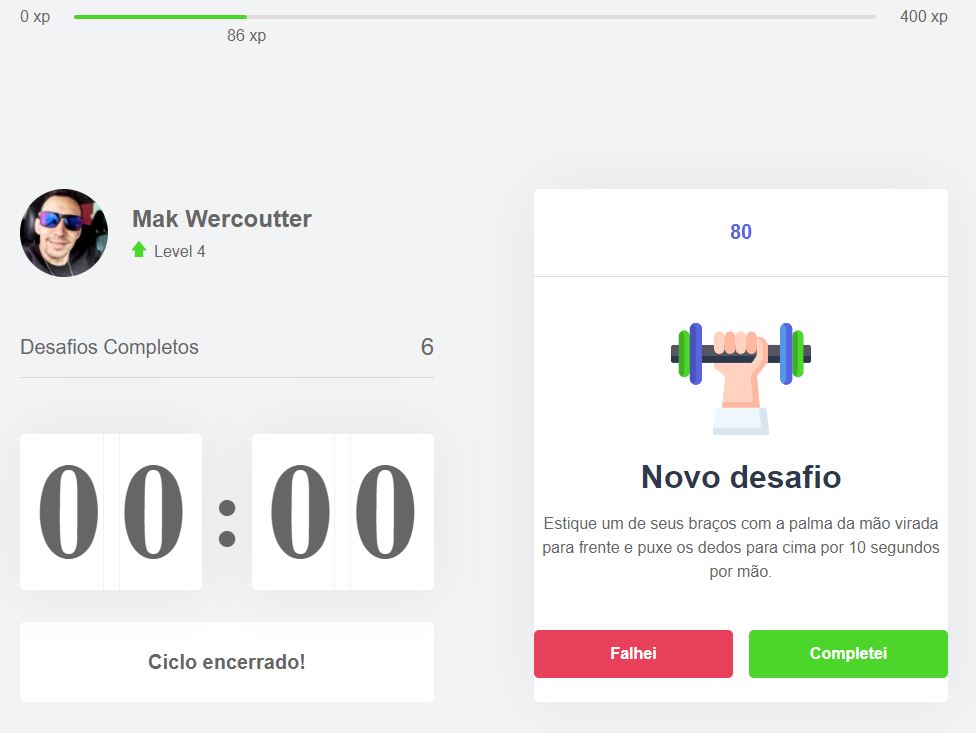 0 xp
400 xp
86 xp
Mak Wercoutter
Level 4
Desafios Completos
6
00:00
Ciclo encerrado!
80
Novo desafio
Estique um de seus braços com a palma da mão virada
para frente e puxe os dedos para cima por 10 segundos
por mão.
Falhei
Completei